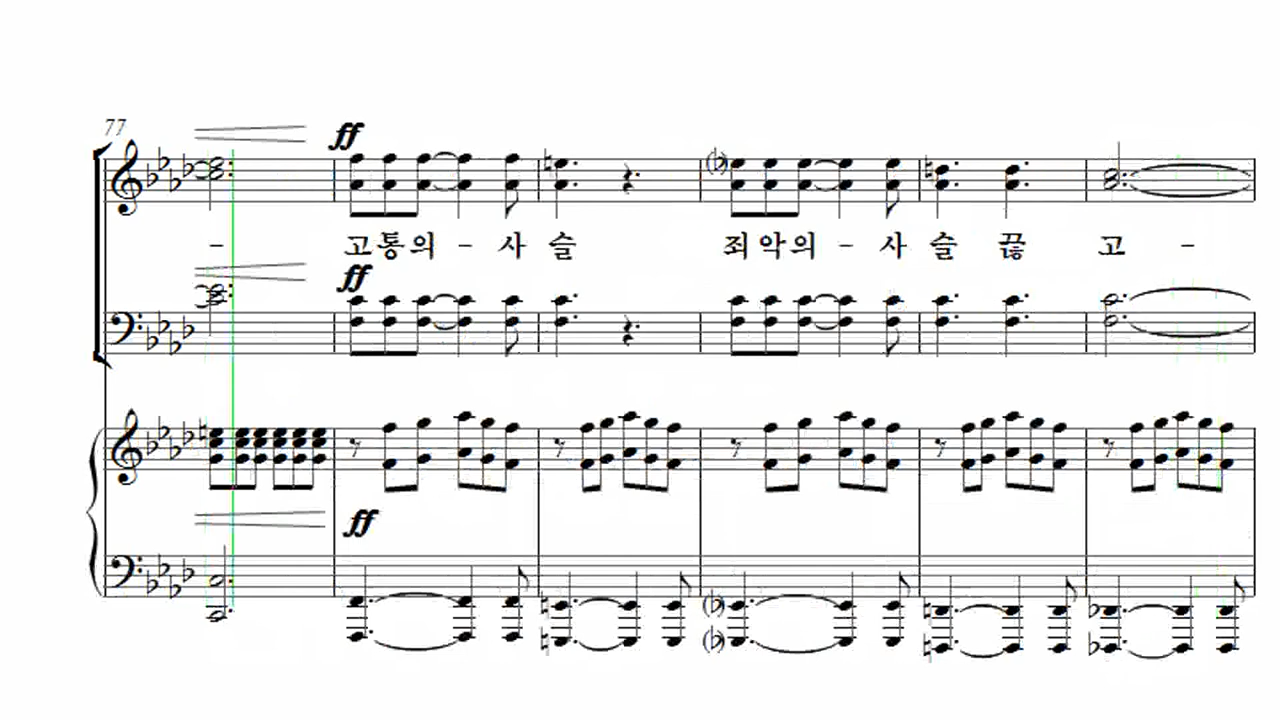 77
ff
- 고통의 - 사 슬 죄악의 - 사 슬 끊 고 -
ff
ff